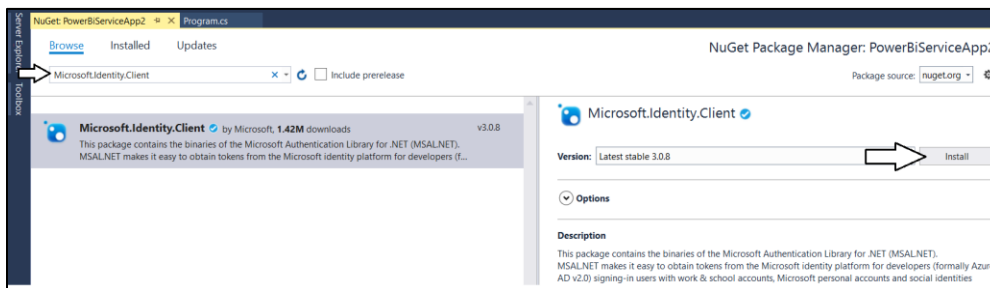 Server Explorer
Toolbox
NuGet: PowerBiServiceApp2
Program.cs
Browse Installed Updates
NuGet Package Manager: PowerBiServiceApp2
Microsoft.Identity.Client
Include prerelease
Package source: nuget.org
Microsoft.Identity.Client by Microsoft, 1.42M downloads
v3.0.8
This package contains the binaries of the Microsoft Authentication Library for .NET (MSAL.NET).
MSAL.NET makes it easy to obtain tokens from the Microsoft identity platform for developers (f...
Microsoft.Identity.Client
Version: Latest stable 3.0.8
Install
Options
Description
This package contains the binaries of the Microsoft Authentication Library for .NET (MSAL.NET).
MSAL.NET makes it easy to obtain tokens from the Microsoft identity platform for developers (formally Azure
AD v2.0) signing-in users with work & school accounts, Microsoft personal accounts and social identities